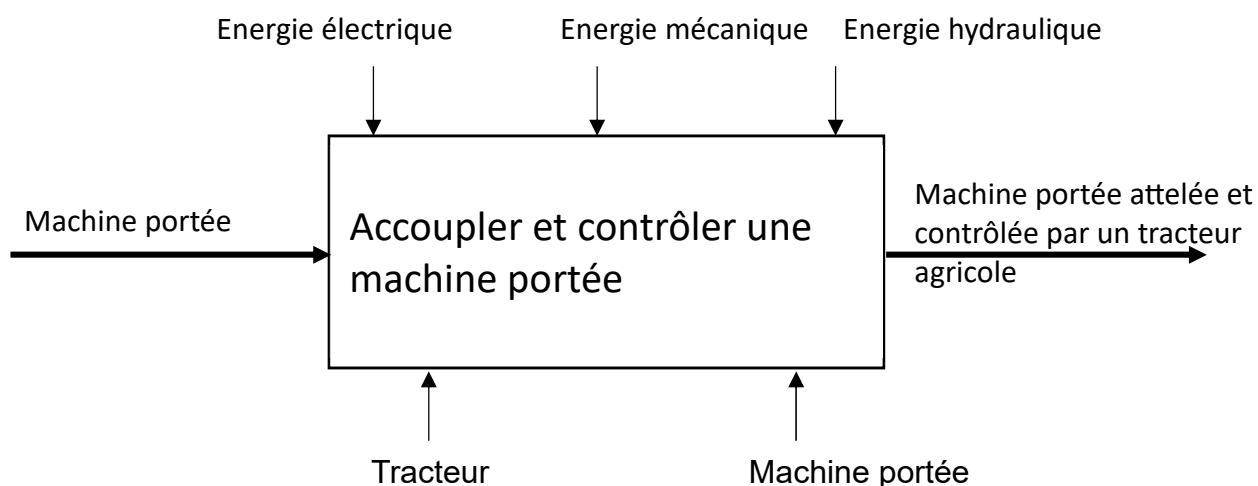 Energie électrique
Energie mécanique
Energie hydraulique
Machine portée
Accoupler et contrôler une
machine portée
Machine portée attelée et
contrôlée par un tracteur
agricole
Tracteur
Machine portée